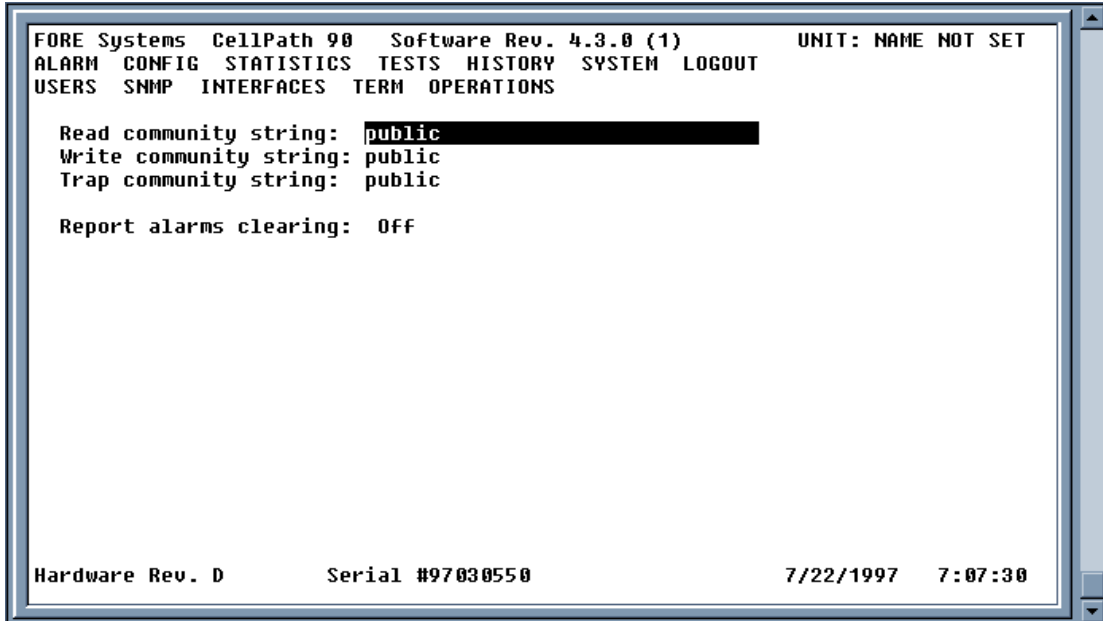 FORE Systems  CellPath 90   Software Rev. 4.3.0 (1)         UNIT: NAME NOT SET
ALARM  CONFIG  STATISTICS  TESTS  HISTORY  SYSTEM  LOGOUT
USERS  SNMP  INTERFACES  TERM  OPERATIONS
Read community string:  public
Write community string: public
Trap community string:  public
Report alarms clearing:  Off
Hardware Rev. D        Serial #97030550                    7/22/1997   7:07:30